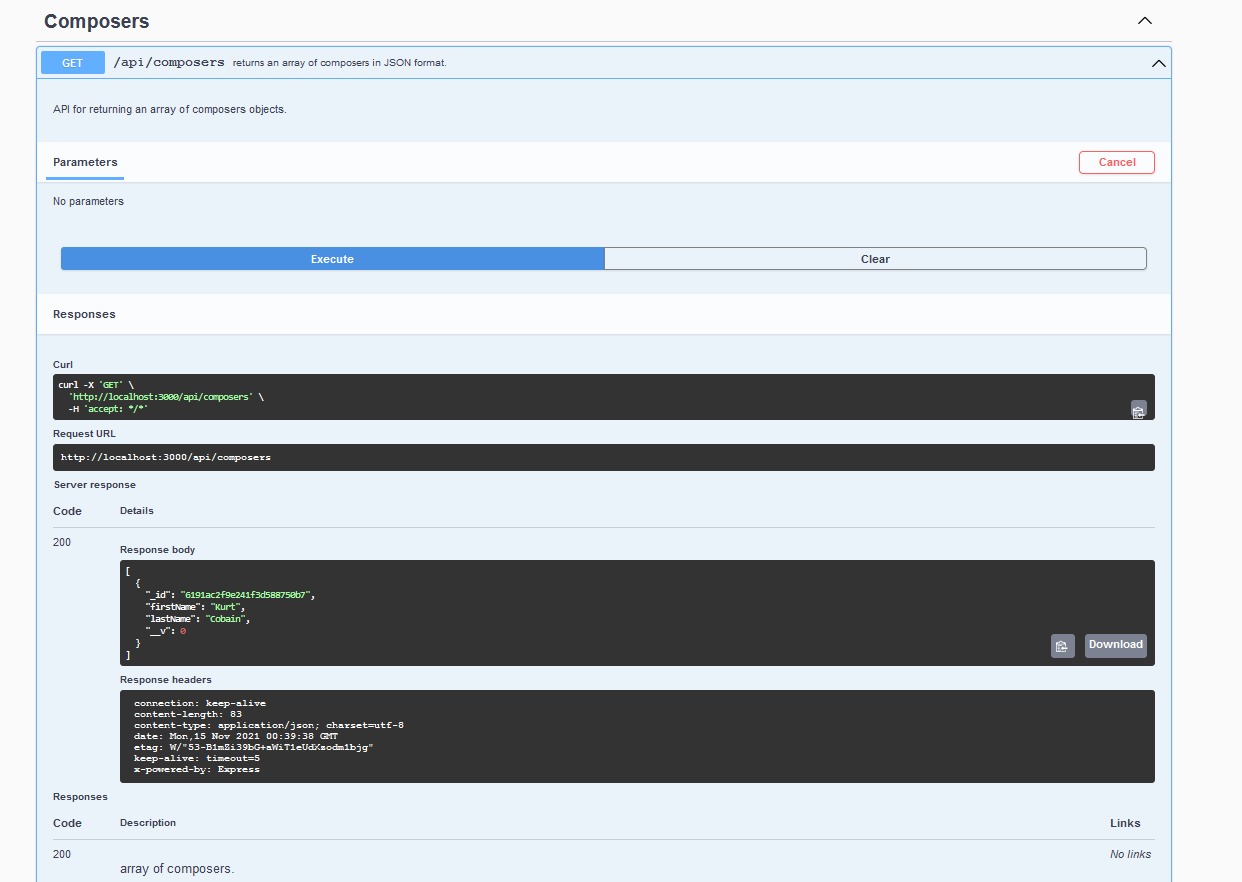 Composers
GET /api/composers returns an array of composers in JSON format.
API for returning an array of composers objects.
Parameters Cancel
No parameters
Execute Clear
Responses
Curl
curl -X 'GET' \
  'http://localhost:3000/api/composers' \
  -H 'accept: */*'
Request URL
http://localhost:3000/api/composers
Server response
Code Details
200
Response body
[
  {
    "_id": "6191ac2f9e241f3d588750b7",
    "firstName": "Kurt",
    "lastName": "Cobain",
    "__v": 0
  }
]
Download
Response headers
connection: keep-alive
content-length: 83
content-type: application/json; charset=utf-8
date: Mon,15 Nov 2021 00:39:38 GMT
etag: W/"53-B1mZi39bG+aWiT1eUdXzodm1bjg"
keep-alive: timeout=5
x-powered-by: Express
Responses
Code Description Links
200 No links
array of composers.